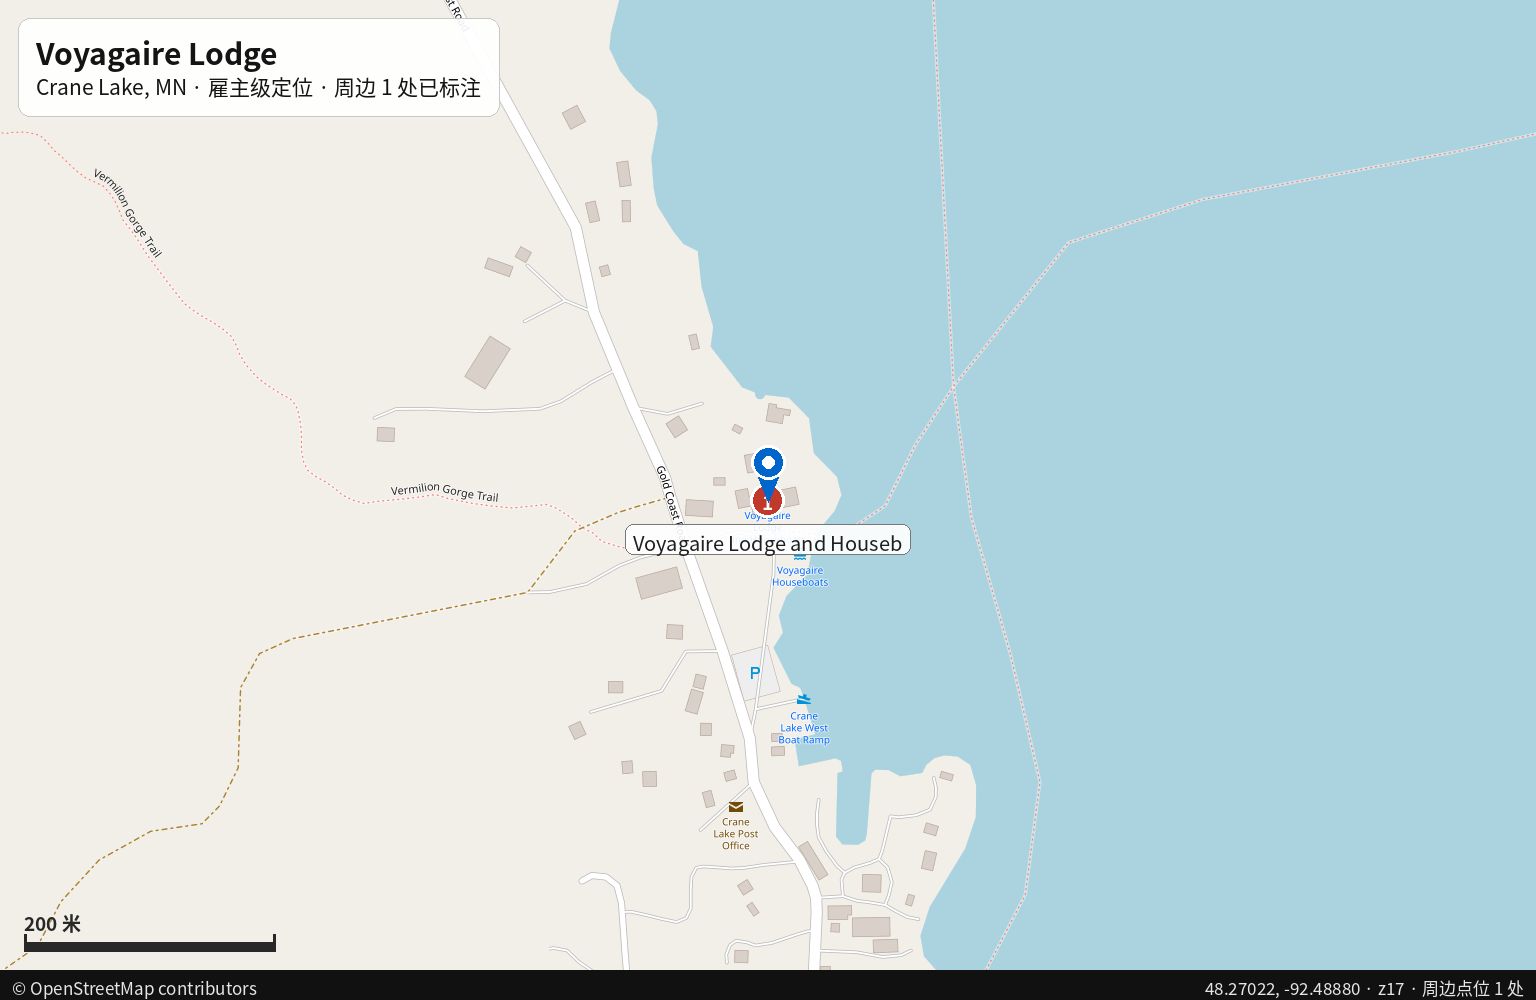 st Road
Voyagaire Lodge
Crane Lake, MN · 雇主级定位 · 周边 1 处已标注
Vermilion Gorge Trail
Vermilion Gorge Trail
Gold Coast R
1
Voyagaire
Voyagaire Lodge and Houseb
Voyagaire
Houseboats
P
Crane
Lake West
Boat Ramp
Crane
Lake Post
Office
200 米
© OpenStreetMap contributors
48.27022, -92.48880 · z17 · 周边点位 1 处